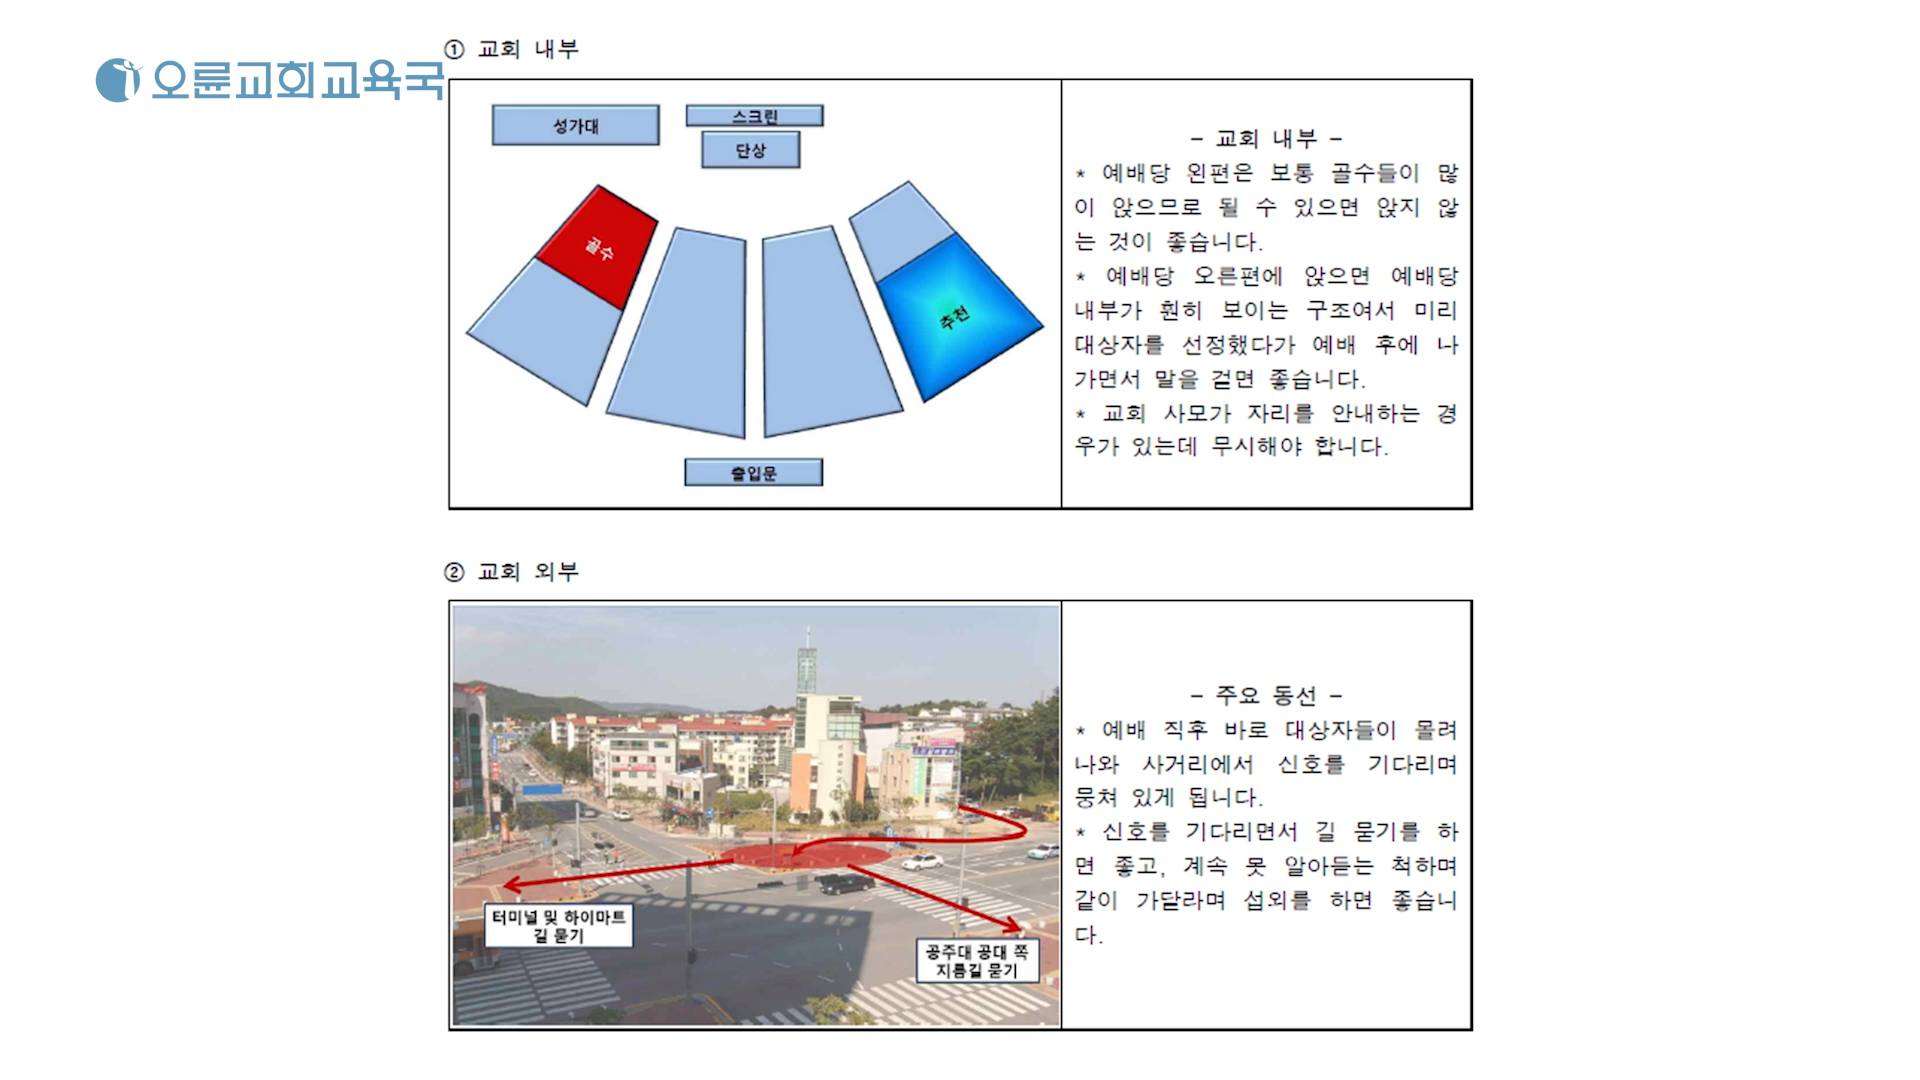 오륜교회교육국
① 교회 내부
성가대
스크린
단상
골수
추천
출입문
- 교회 내부 -
* 예배당 왼편은 보통 골수들이 많
이 앉으므로 될 수 있으면 앉지 않
는 것이 좋습니다.
* 예배당 오른편에 앉으면 예배당
내부가 훤히 보이는 구조여서 미리
대상자를 선정했다가 예배 후에 나
가면서 말을 걸면 좋습니다.
* 교회 사모가 자리를 안내하는 경
우가 있는데 무시해야 합니다.
② 교회 외부
터미널 및 하이마트
길 묻기
공주대 공대 쪽
지름길 묻기
- 주요 동선 -
* 예배 직후 바로 대상자들이 몰려
나와 사거리에서 신호를 기다리며
뭉쳐 있게 됩니다.
* 신호를 기다리면서 길 묻기를 하
면 좋고, 계속 못 알아듣는 척하며
같이 가달라며 섭외를 하면 좋습니
다.